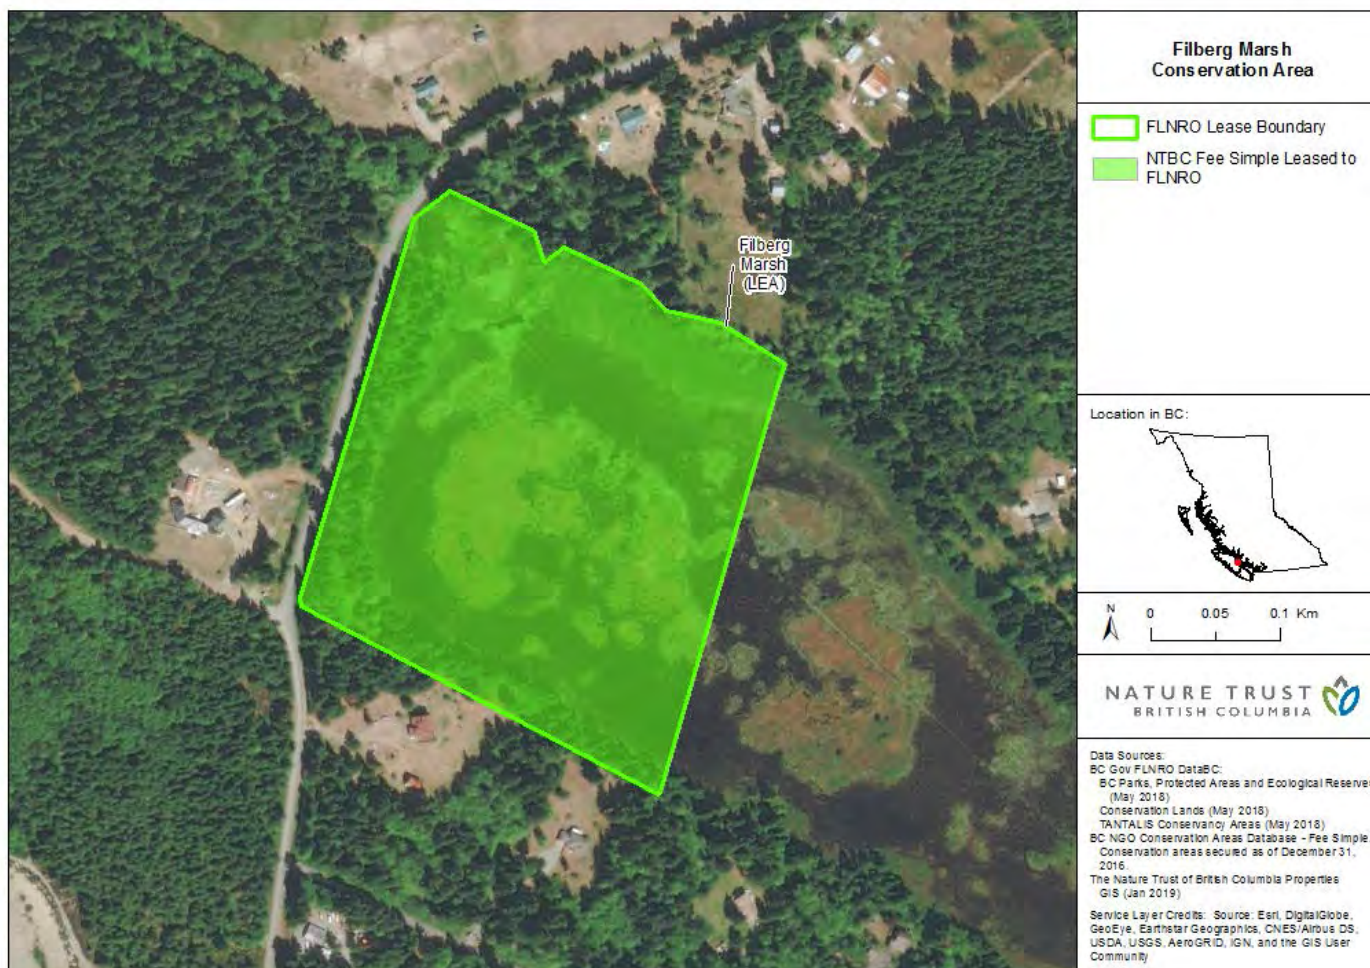 Filberg Marsh
Conservation Area
FLNRO Lease Boundary
NTBC Fee Simple Leased to
FLNRO
Filberg
Marsh
(LEA)
Location in BC:
N
0 0.05 0.1 Km
NATURE TRUST
BRITISH COLUMBIA
Data Sources:
BC Gov FLNRO DataBC:
BC Parks, Protected Areas and Ecological Reserves
(May 2018)
Conservation Lands (May 2018)
TANTALIS Conservancy Areas (May 2018)
BC NGO Conservation Areas Database - Fee Simple.
Conservation areas secured as of December 31,
2016.
The Nature Trust of British Columbia Properties
GIS (Jan 2019)
Service Layer Credits: Source: Esri, DigitalGlobe,
GeoEye, Earthstar Geographics, CNES/Airbus DS,
USDA, USGS, AeroGRID, IGN, and the GIS User
Community